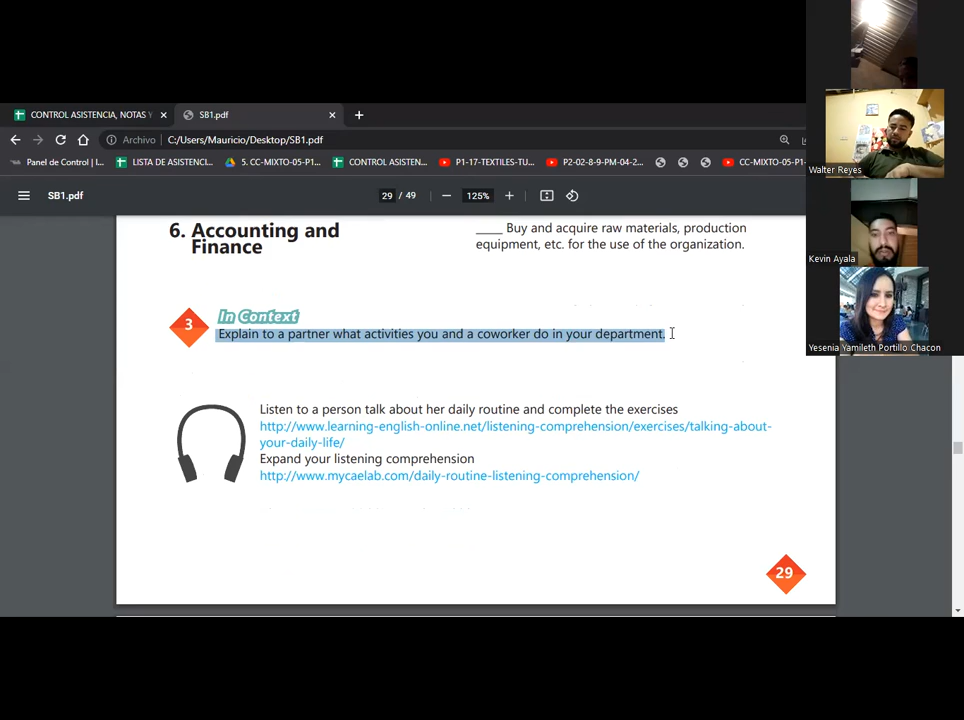 CONTROL ASISTENCIA, NOTAS Y
SB1.pdf
Archivo
C:/Users/Mauricio/Desktop/SB1.pdf
Panel de Control | I...
LISTA DE ASISTENCI...
5. CC-MIXTO-05-P1...
CONTROL ASISTEN...
P1-17-TEXTILES-TU...
P2-02-8-9-PM-04-2...
CC-MIXTO-05-P1
SB1.pdf
29 / 49
125%
6. Accounting and
Finance
____ Buy and acquire raw materials, production
equipment, etc. for the use of the organization.
3
In Context
Explain to a partner what activities you and a coworker do in your department.
Listen to a person talk about her daily routine and complete the exercises
http://www.learning-english-online.net/listening-comprehension/exercises/talking-about-
your-daily-life/
Expand your listening comprehension
http://www.mycaelab.com/daily-routine-listening-comprehension/
29
Walter Reyes
Kevin Ayala
Yesenia Yamileth Portillo Chacon